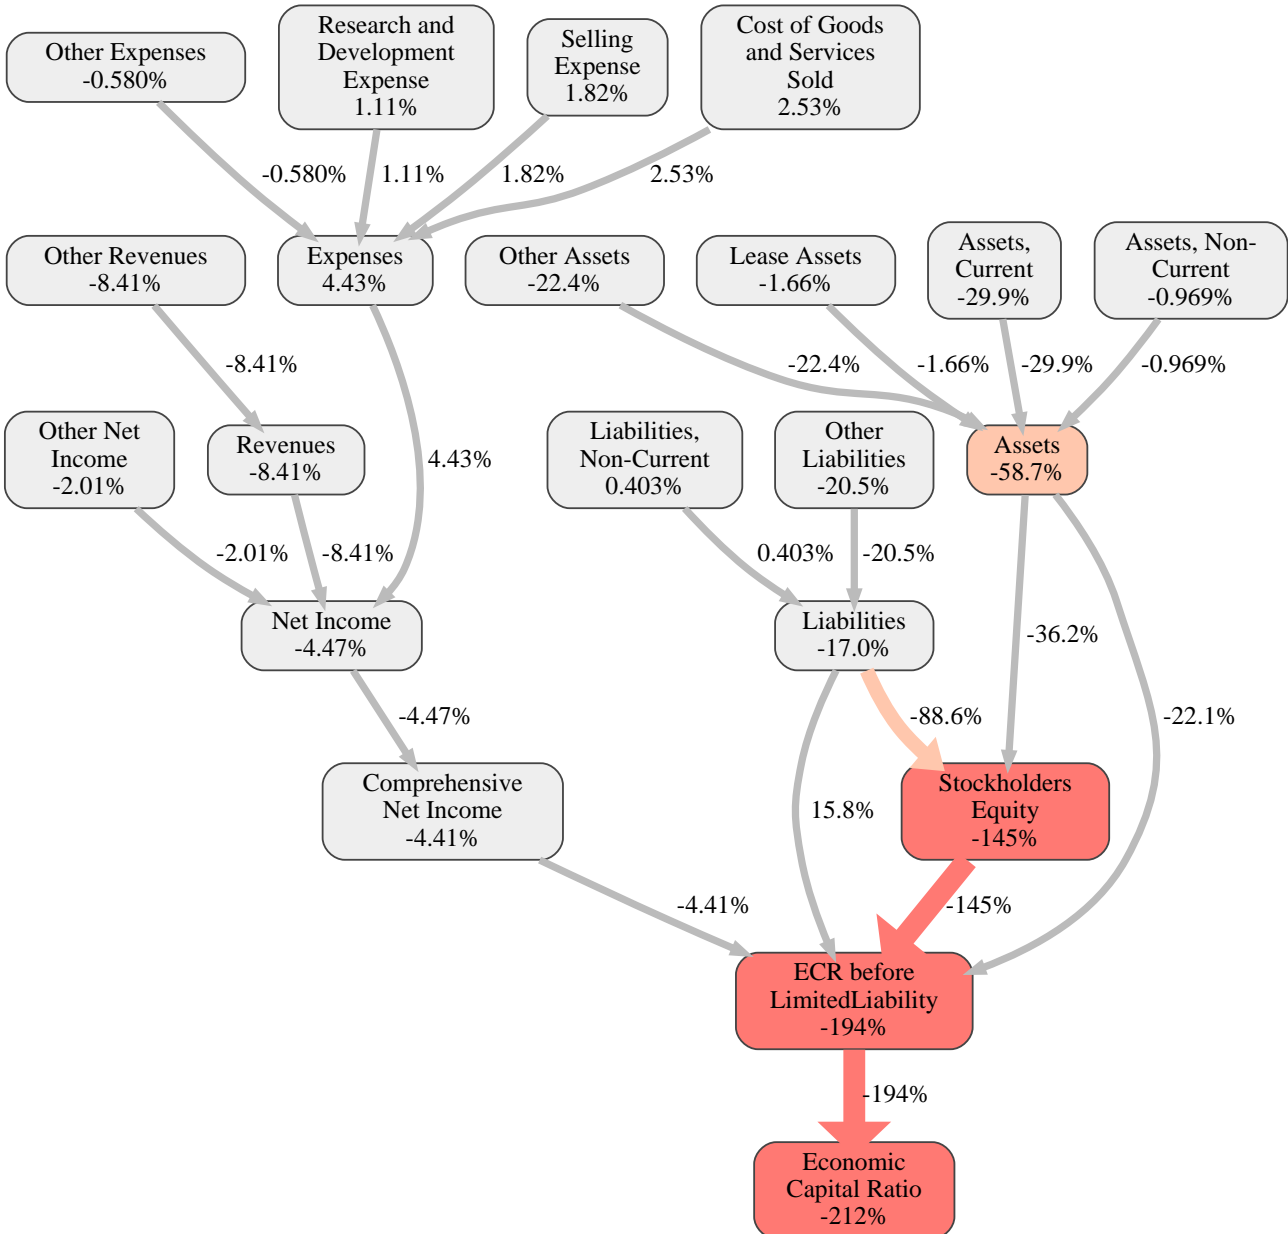 Other Expenses
-0.580%
Research and
Development
Expense
1.11%
Selling
Expense
1.82%
Cost of Goods
and Services
Sold
2.53%
-0.580%
1.11%
1.82%
2.53%
Other Revenues
-8.41%
Expenses
4.43%
Other Assets
-22.4%
Lease Assets
-1.66%
Assets,
Current
-29.9%
Assets, Non-
Current
-0.969%
-8.41%
-22.4%
-1.66%
-29.9%
-0.969%
Other Net
Income
-2.01%
Revenues
-8.41%
4.43%
Liabilities,
Non-Current
0.403%
Other
Liabilities
-20.5%
Assets
-58.7%
-2.01%
-8.41%
0.403%
-20.5%
Net Income
-4.47%
Liabilities
-17.0%
-36.2%
-4.47%
-88.6%
-22.1%
Comprehensive
Net Income
-4.41%
15.8%
Stockholders
Equity
-145%
-4.41%
-145%
ECR before
LimitedLiability
-194%
-194%
Economic
Capital Ratio
-212%